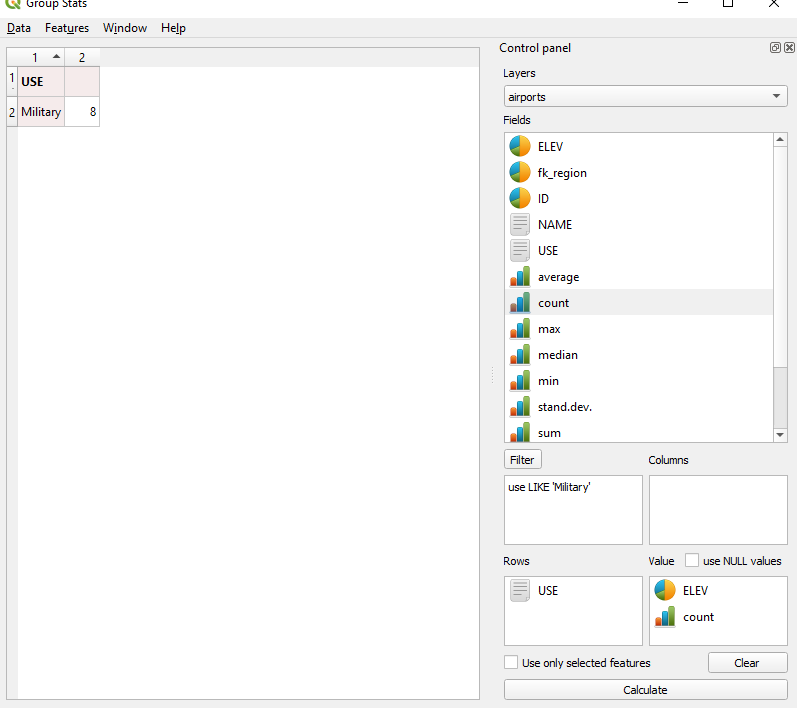 Group Stats
Data Features Window Help
1 2
1 USE
2 Military 8
Control panel
Layers
airports
Fields
ELEV
fk_region
ID
NAME
USE
average
count
max
median
min
stand.dev.
sum
Filter Columns
use LIKE 'Military'
Rows Value use NULL values
USE ELEV
count
Use only selected features Clear
Calculate